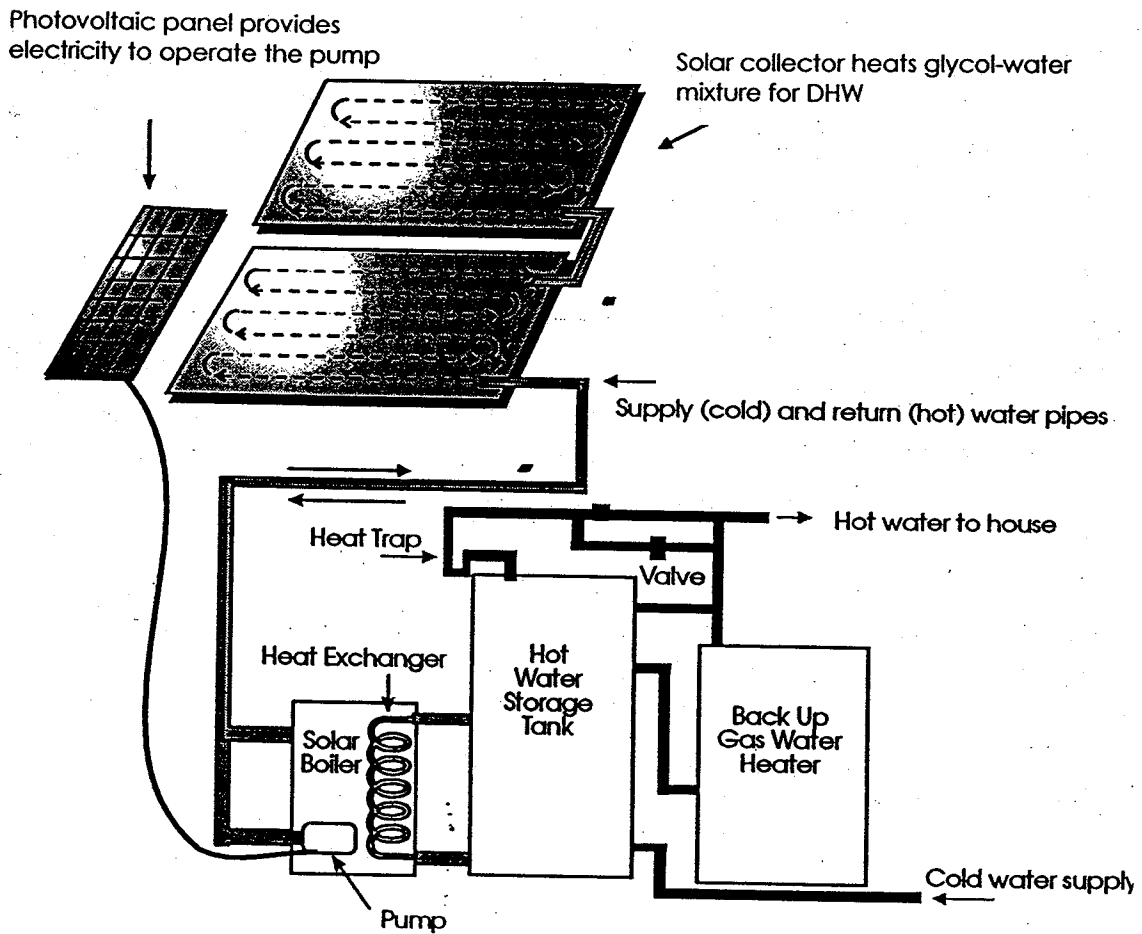 Photovoltaic panel provides
electricity to operate the pump
Solar collector heats glycol-water
mixture for DHW
Supply (cold) and return (hot) water pipes
Hot water to house
Heat Trap
Valve
Heat Exchanger
Hot
Water
Storage
Tank
Solar
Boiler
Back Up
Gas Water
Heater
Cold water supply
Pump